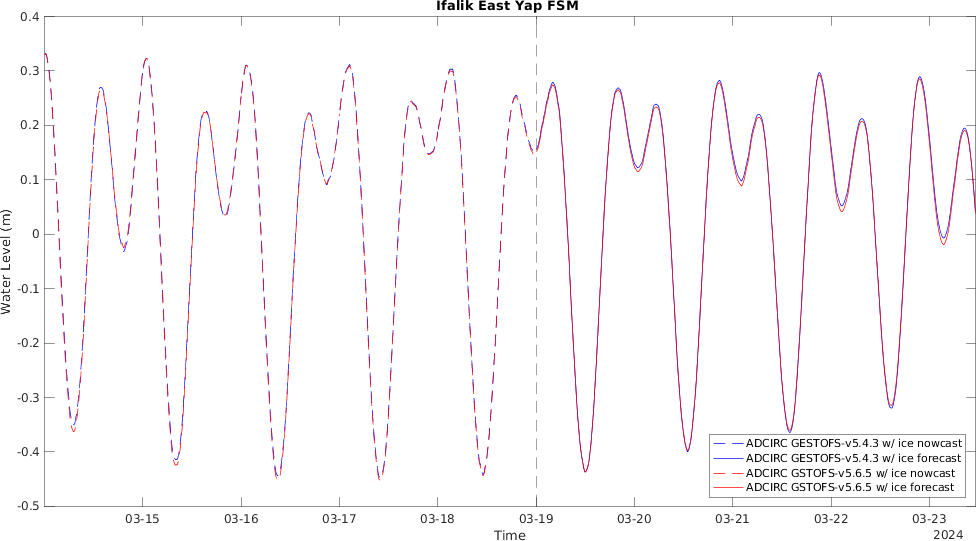 Ifalik East Yap FSM
0.4
0.3
0.2
0.1
0
-0.1
-0.2
-0.3
-0.4
-0.5
Water Level (m)
ADCIRC GESTOFS-v5.4.3 w/ ice nowcast
ADCIRC GESTOFS-v5.4.3 w/ ice forecast
ADCIRC GSTOFS-v5.6.5 w/ ice nowcast
ADCIRC GSTOFS-v5.6.5 w/ ice forecast
03-15 03-16 03-17 03-18 03-19 03-20 03-21 03-22 03-23
Time 2024